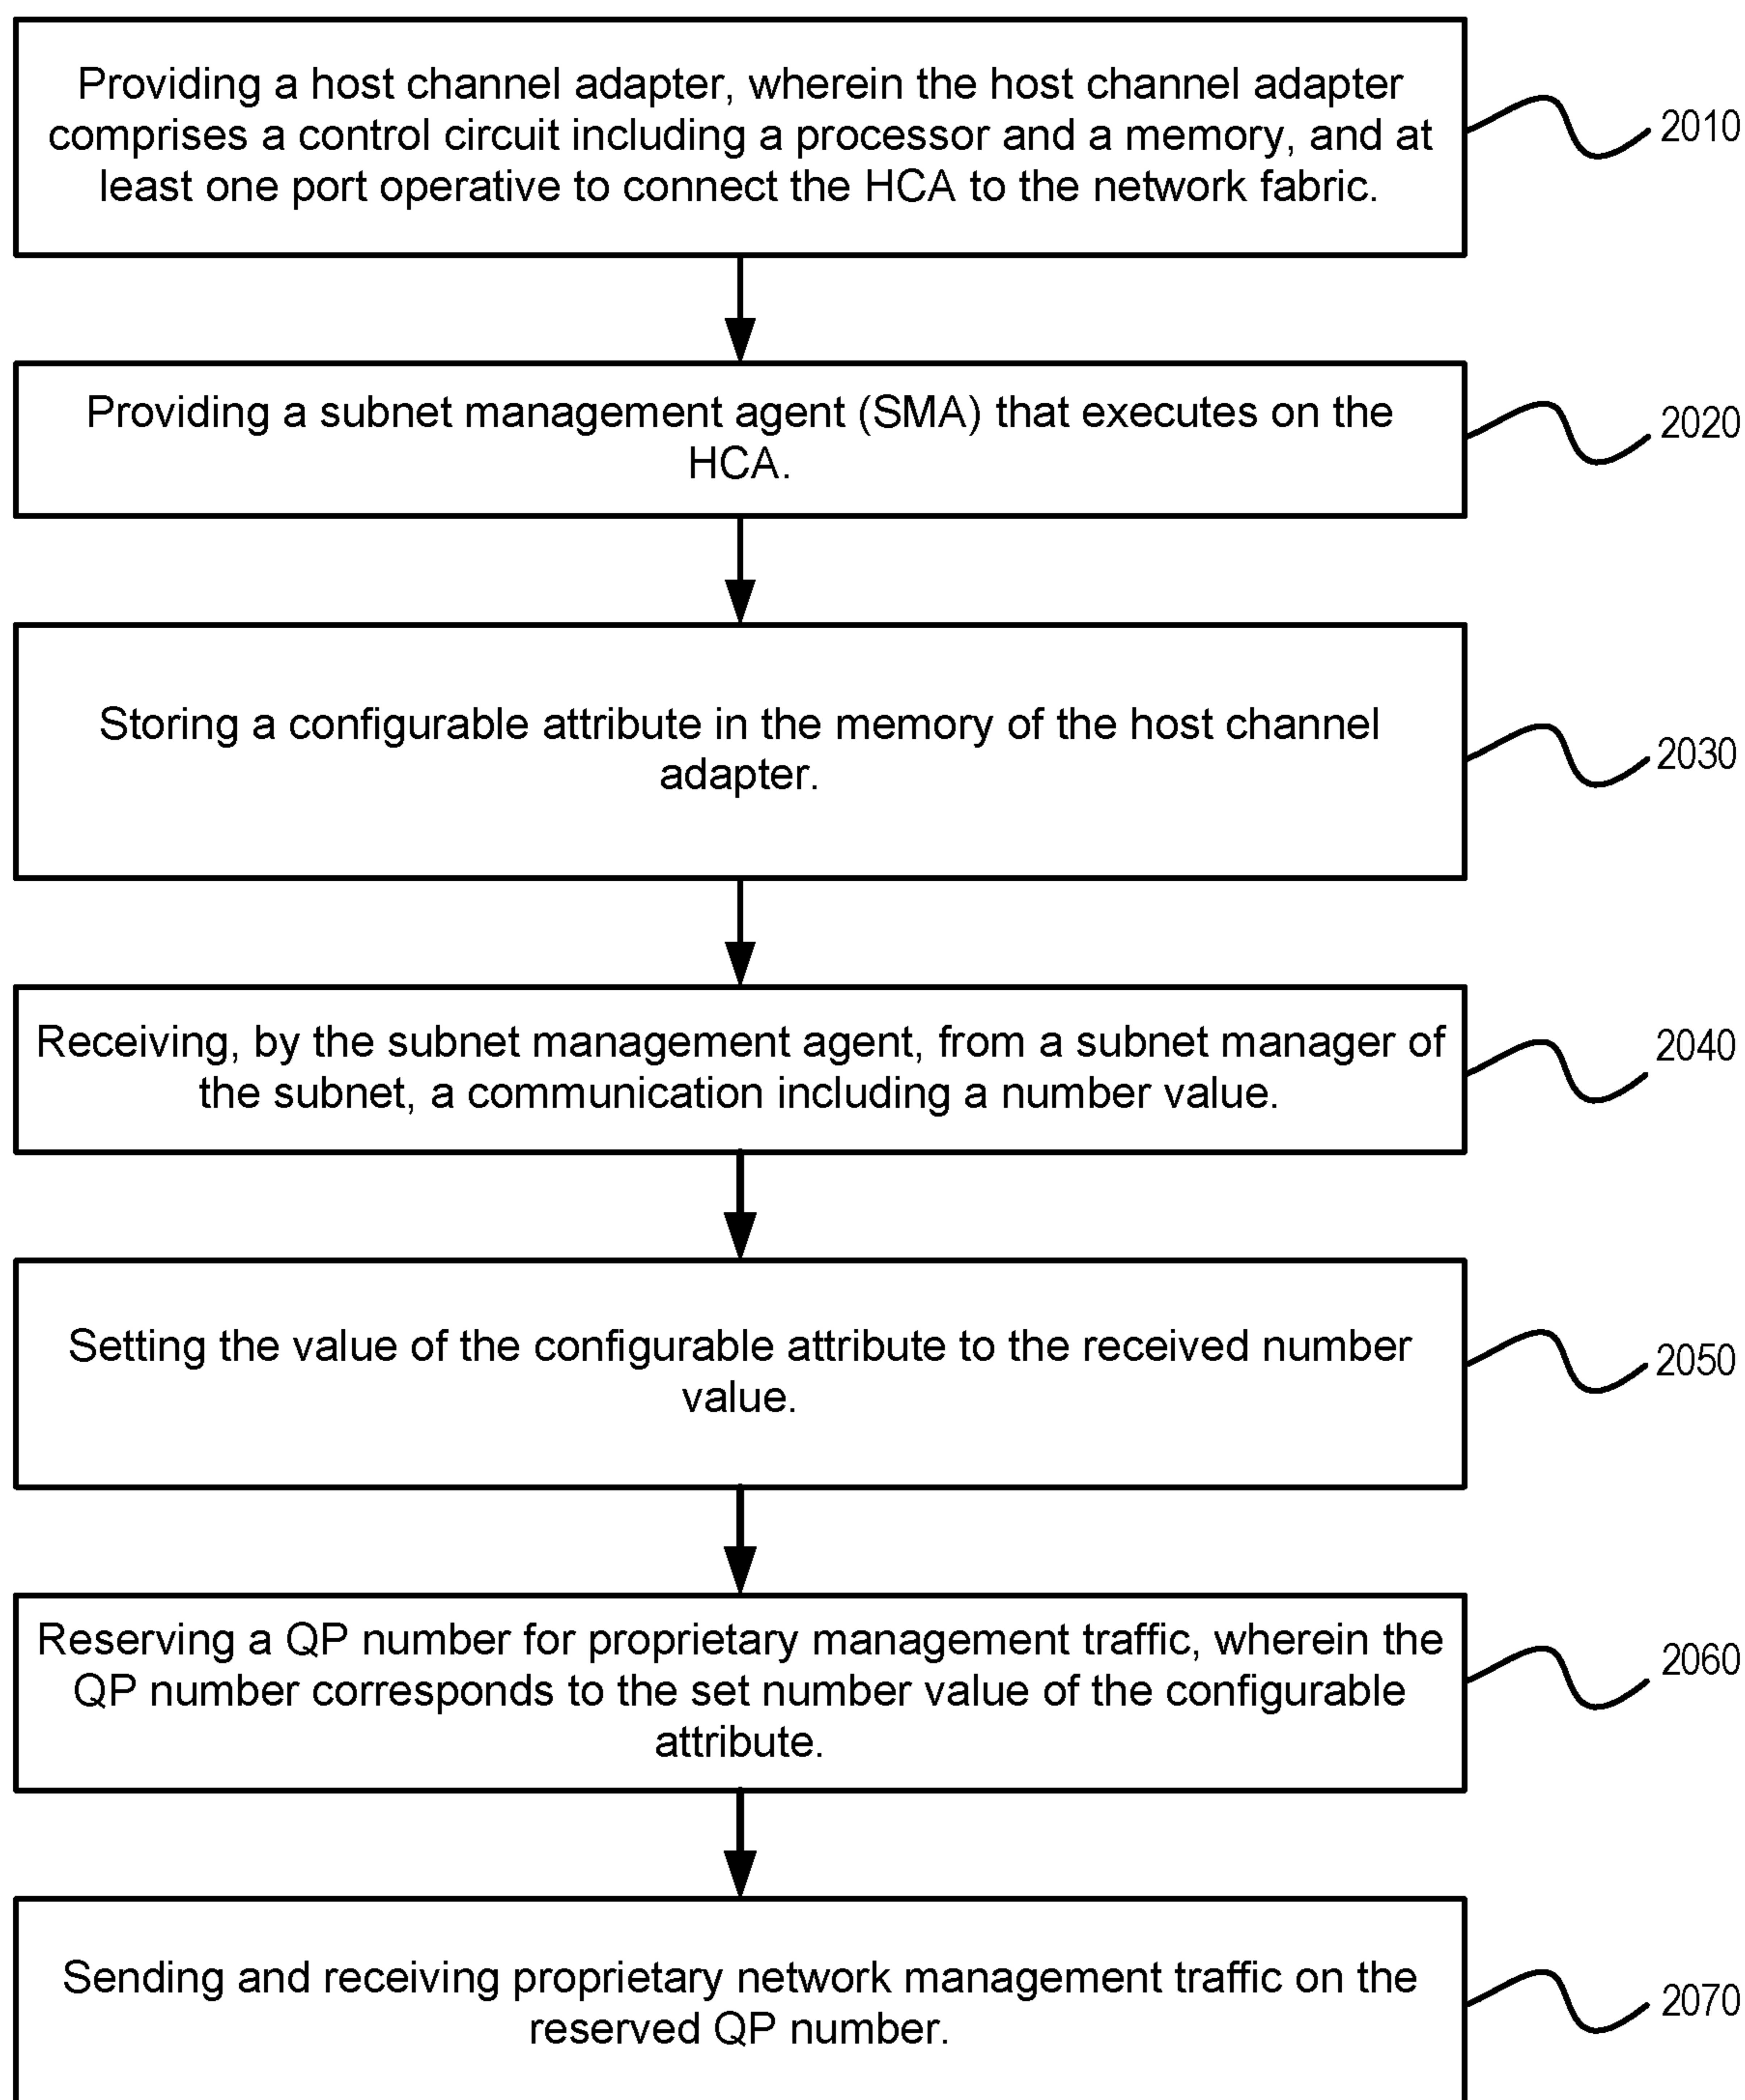 Providing a host channel adapter, wherein the host channel adapter
comprises a control circuit including a processor and a memory, and at
least one port operative to connect the HCA to the network fabric.
2010
Providing a subnet management agent (SMA) that executes on the
HCA.
2020
Storing a configurable attribute in the memory of the host channel
adapter.
2030
Receiving, by the subnet management agent, from a subnet manager of
the subnet, a communication including a number value.
2040
Setting the value of the configurable attribute to the received number
value.
2050
Reserving a QP number for proprietary management traffic, wherein the
QP number corresponds to the set number value of the configurable
attribute.
2060
Sending and receiving proprietary network management traffic on the
reserved QP number.
2070